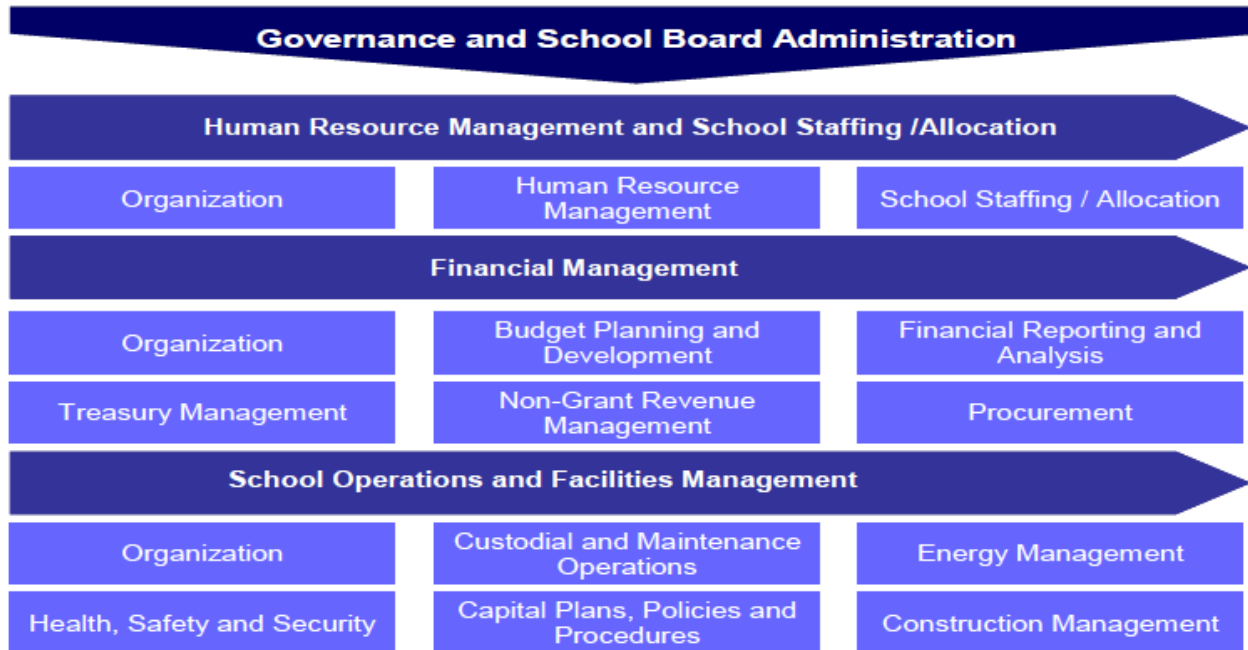 Governance and School Board Administration
Human Resource Management and School Staffing /Allocation
Organization
Human Resource
Management
School Staffing / Allocation
Financial Management
Organization
Budget Planning and
Development
Financial Reporting and
Analysis
Treasury Management
Non-Grant Revenue
Management
Procurement
School Operations and Facilities Management
Organization
Custodial and Maintenance
Operations
Energy Management
Health, Safety and Security
Capital Plans, Policies and
Procedures
Construction Management